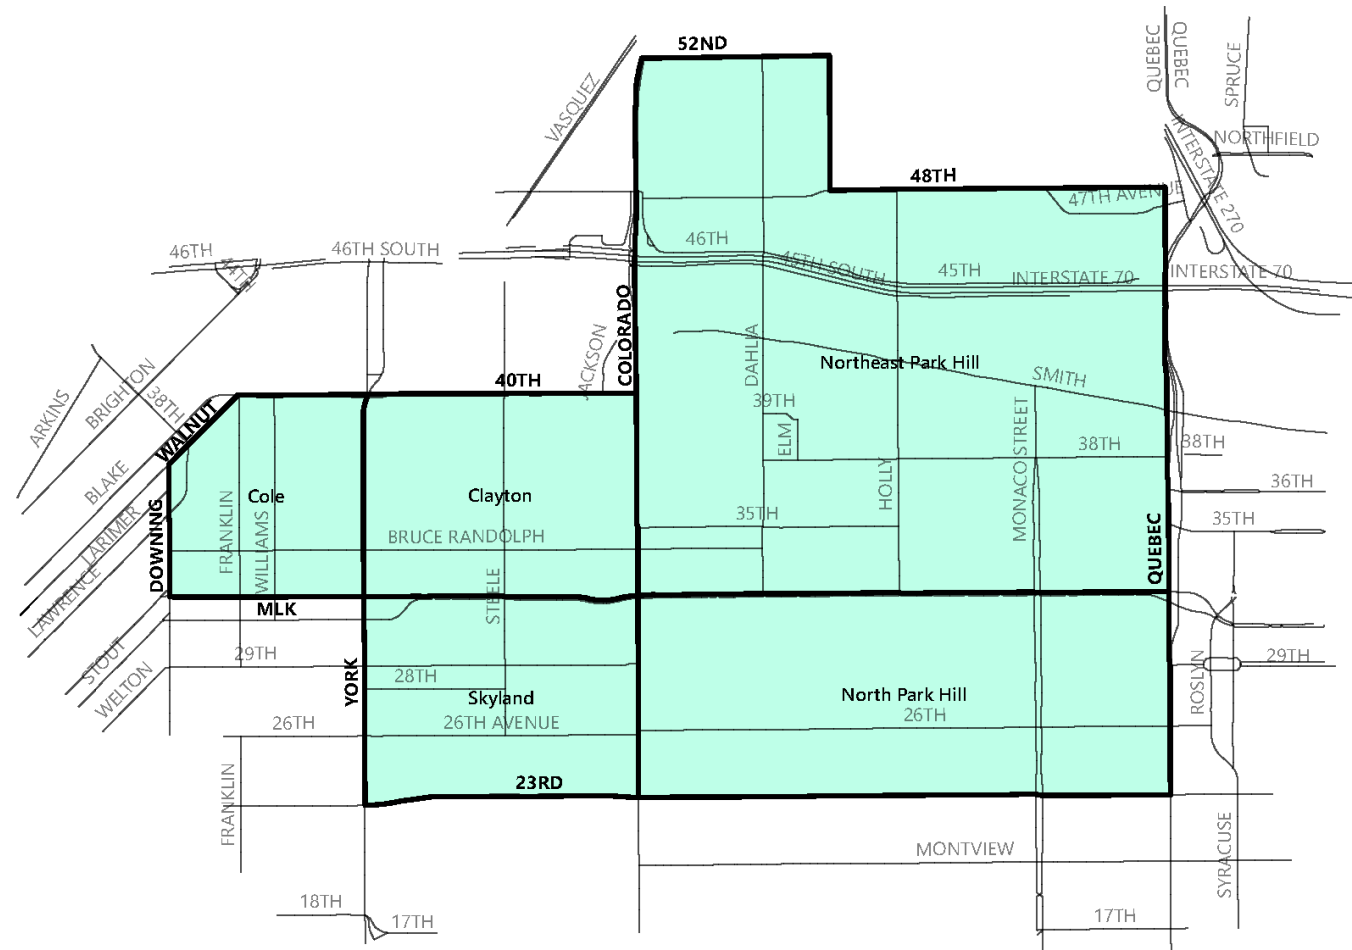 52ND
QUEBEC
QUEBEC
SPRUCE
VASQUEZ
NORTHFIELD
INTERSTATE 270
48TH
47TH AVENUE
46TH
46TH SOUTH
46TH
44TH
45TH SOUTH
45TH
INTERSTATE 70
INTERSTATE 70
COLORADO
JACKSON
DAHLIA
Northeast Park Hill
SMITH
40TH
39TH
ELM
ARKINS
BRIGHTON
38TH
WALNUT
MONACO STREET
38TH
38TH
BLAKE
HOLLY
36TH
Cole
Clayton
35TH
35TH
LARIMER
DOWNING
FRANKLIN
WILLIAMS
BRUCE RANDOLPH
QUEBEC
LAWRENCE
MLK
STEELE
STOUT
29TH
29TH
WELTON
YORK
28TH
Skyland
North Park Hill
ROSLYN
26TH
26TH AVENUE
26TH
23RD
FRANKLIN
MONTVIEW
SYRACUSE
18TH
17TH
17TH